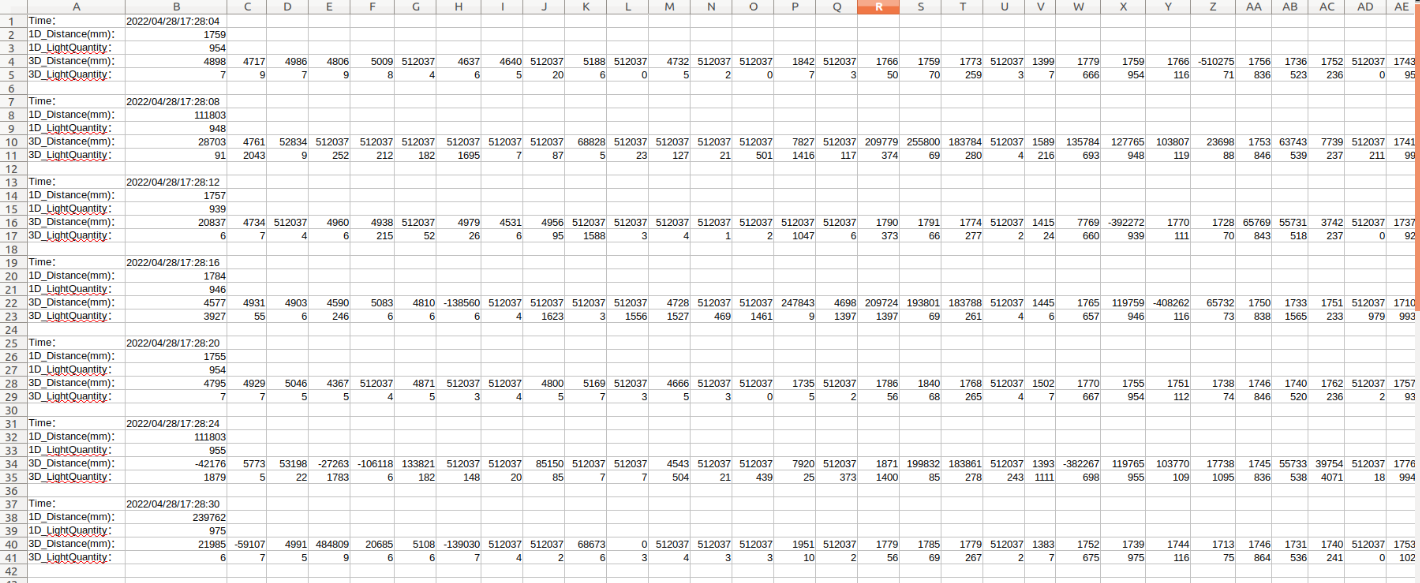 A B C D E F G H I J K L M N O P Q R S T U V W X Y Z AA AB AC AD AE
1 Time： 2022/04/28/17:28:04
2 1D_Distance(mm)： 1759
3 1D_LightQuantity： 954
4 3D_Distance(mm)： 4898 4717 4986 4806 5009 512037 4637 4640 512037 5188 512037 4732 512037 512037 1842 512037 1766 1759 1773 512037 1399 1779 1759 1766 -510275 1756 1736 1752 512037 1743
5 3D_LightQuantity： 7 9 7 9 8 4 6 5 20 6 0 5 2 0 7 3 50 70 259 3 7 666 954 116 71 836 523 236 0 95
6
7 Time： 2022/04/28/17:28:08
8 1D_Distance(mm)： 111803
9 1D_LightQuantity： 948
10 3D_Distance(mm)： 28703 4761 52834 512037 512037 512037 512037 512037 512037 68828 512037 512037 512037 512037 7827 512037 209779 255800 183784 512037 1589 135784 127765 103807 23698 1753 63743 7739 512037 1741
11 3D_LightQuantity： 91 2043 9 252 212 182 1695 7 87 5 23 127 21 501 1416 117 374 69 280 4 216 693 948 119 88 846 539 237 211 99
12
13 Time： 2022/04/28/17:28:12
14 1D_Distance(mm)： 1757
15 1D_LightQuantity： 939
16 3D_Distance(mm)： 20837 4734 512037 4960 4938 512037 4979 4531 4956 512037 512037 512037 512037 512037 512037 512037 1790 1791 1774 512037 1415 7769 -392272 1770 1728 65769 55731 3742 512037 1737
17 3D_LightQuantity： 6 7 4 6 215 52 26 6 95 1588 3 4 1 2 1047 6 373 66 277 2 24 660 939 111 70 843 518 237 0 92
18
19 Time： 2022/04/28/17:28:16
20 1D_Distance(mm)： 1784
21 1D_LightQuantity： 946
22 3D_Distance(mm)： 4577 4931 4903 4590 5083 4810 -138560 512037 512037 512037 512037 4728 512037 512037 247843 4698 209724 193801 183788 512037 1445 1765 119759 -408262 65732 1750 1733 1751 512037 1710
23 3D_LightQuantity： 3927 55 6 246 6 6 6 4 1623 3 1556 1527 469 1461 9 1397 1397 69 261 4 6 657 946 116 73 838 1565 233 979 993
24
25 Time： 2022/04/28/17:28:20
26 1D_Distance(mm)： 1755
27 1D_LightQuantity： 954
28 3D_Distance(mm)： 4795 4929 5046 4367 512037 4871 512037 512037 4800 5169 512037 4666 512037 512037 1735 512037 1786 1840 1768 512037 1502 1770 1755 1751 1738 1746 1740 1762 512037 1757
29 3D_LightQuantity： 7 7 5 5 4 5 3 4 5 7 3 5 3 0 5 2 56 68 265 4 7 667 954 112 74 846 520 236 2 93
30
31 Time： 2022/04/28/17:28:24
32 1D_Distance(mm)： 111803
33 1D_LightQuantity： 955
34 3D_Distance(mm)： -42176 5773 53198 -27263 -106118 133821 512037 512037 85150 512037 512037 4543 512037 512037 7920 512037 1871 199832 183861 512037 1393 -382267 119765 103770 17738 1745 55733 39754 512037 1776
35 3D_LightQuantity： 1879 5 22 1783 6 182 148 20 85 7 7 504 21 439 25 373 1400 85 278 243 1111 698 955 109 1095 836 538 4071 18 994
36
37 Time： 2022/04/28/17:28:30
38 1D_Distance(mm)： 239762
39 1D_LightQuantity： 975
40 3D_Distance(mm)： 21985 -59107 4991 484809 20685 5108 -139030 512037 512037 68673 0 512037 512037 512037 1951 512037 1779 1785 1779 512037 1383 1752 1739 1744 1713 1746 1731 1740 512037 1753
41 3D_LightQuantity： 6 7 5 9 6 6 7 4 2 6 3 4 3 3 10 2 56 69 267 2 7 675 975 116 75 864 536 241 0 102
42